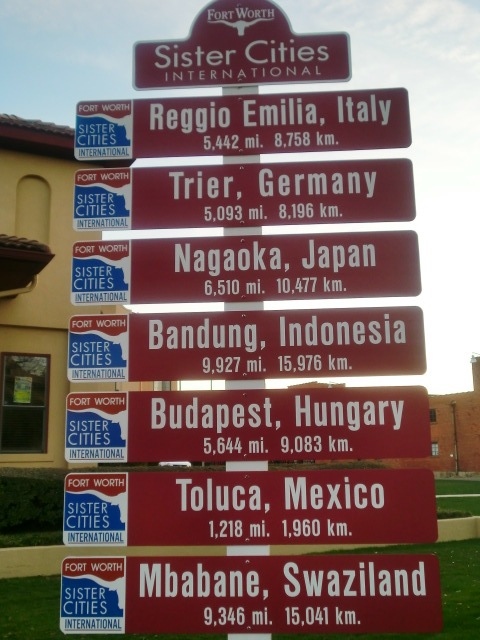 FORT WORTH
Sister Cities
INTERNATIONAL
FORT WORTH
SISTER
CITIES
INTERNATIONAL
Reggio Emilia, Italy
5,442 mi. 8,758 km.
FORT WORTH
SISTER
CITIES
INTERNATIONAL
Trier, Germany
5,093 mi. 8,196 km.
FORT WORTH
SISTER
CITIES
INTERNATIONAL
Nagaoka, Japan
6,510 mi. 10,477 km.
FORT WORTH
SISTER
CITIES
INTERNATIONAL
Bandung, Indonesia
9,927 mi. 15,976 km.
FORT WORTH
SISTER
CITIES
INTERNATIONAL
Budapest, Hungary
5,644 mi. 9,083 km.
FORT WORTH
SISTER
CITIES
INTERNATIONAL
Toluca, Mexico
1,218 mi. 1,960 km.
FORT WORTH
SISTER
CITIES
INTERNATIONAL
Mbabane, Swaziland
9,346 mi. 15,041 km.